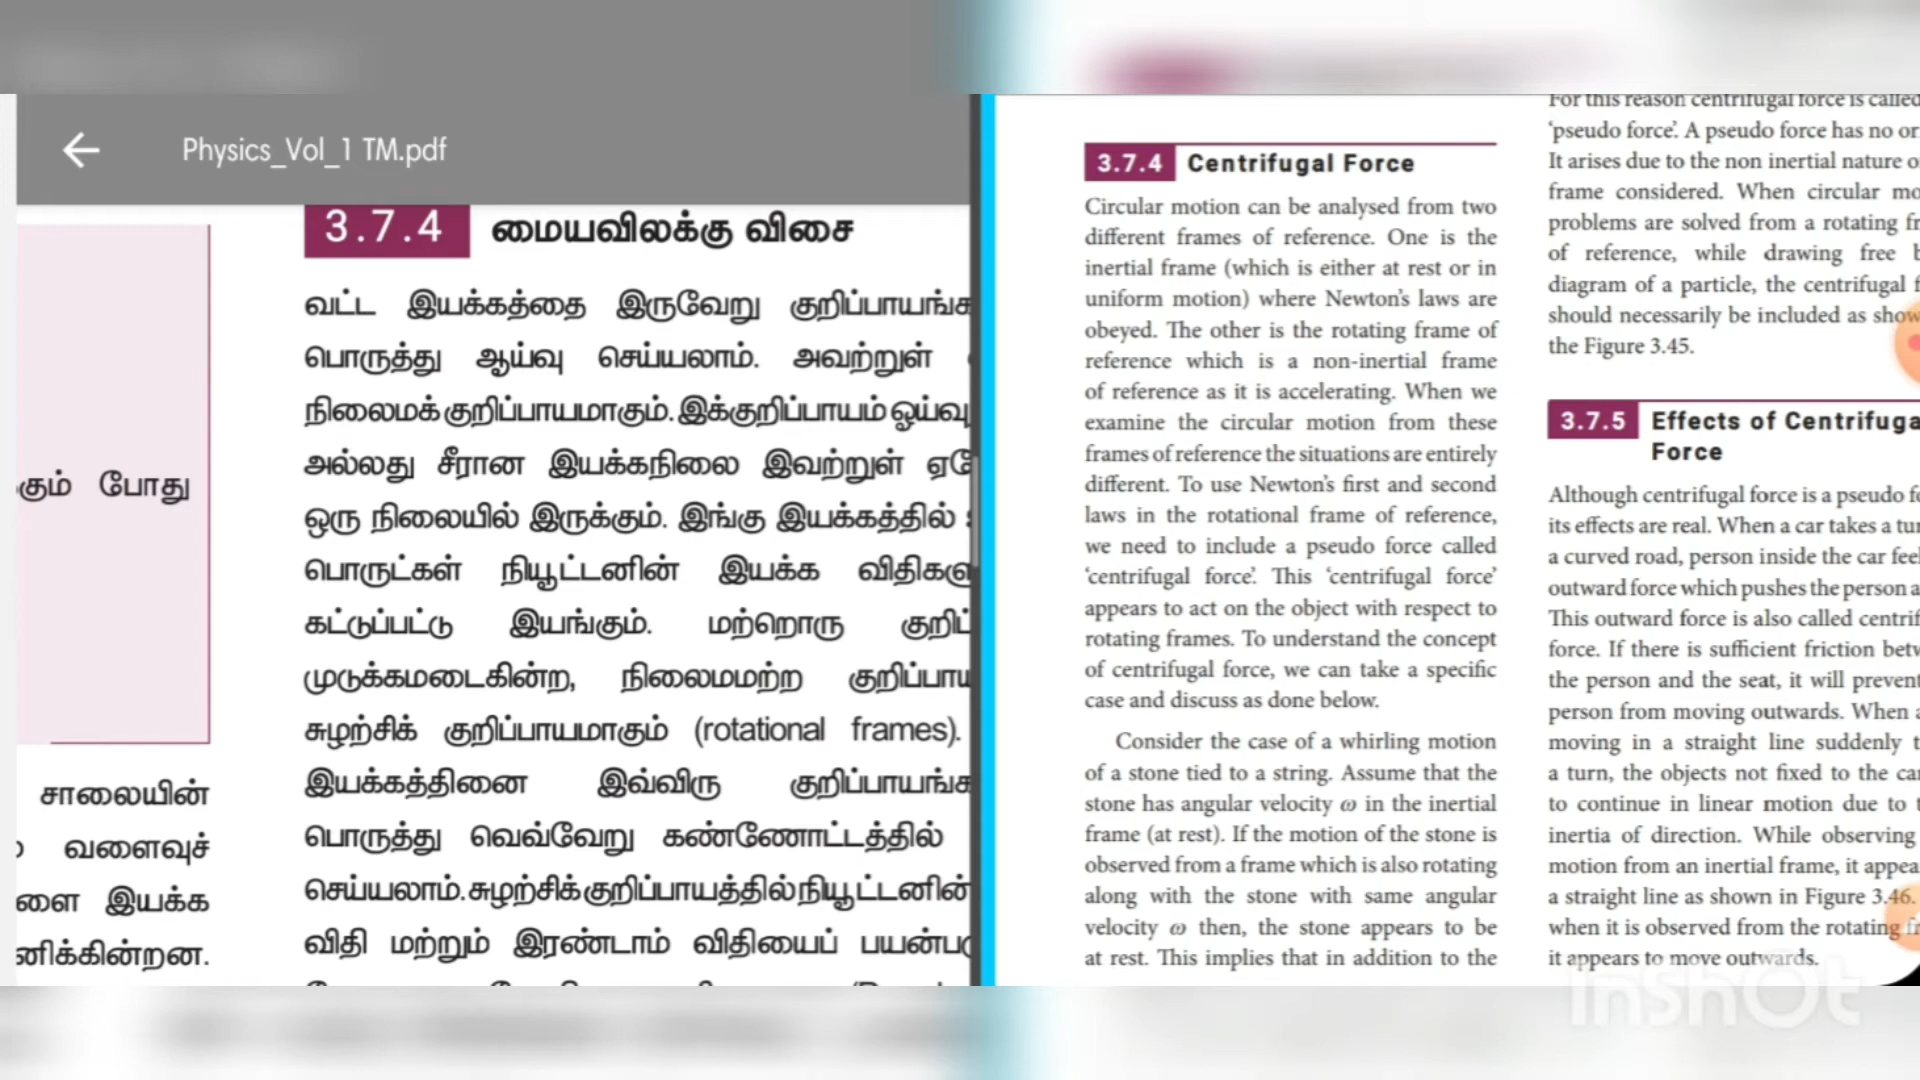 Physics_Vol_1 TM.pdf
போது
சாலையின்
வளைவுச்
இயக்க
3.7.4 மையவிலக்கு விசை
வட்ட இயக்கத்தை இருவேறு
பொருத்து ஆய்வு செய்யலாம். அவற்றுள்
நிலைமக் குறிப்பாயமாகும். இக்குறிப்பாயம் ஓய்வு
அல்லது சீரான இயக்கநிலை இவற்றுள்
ஒரு நிலையில் இருக்கும். இங்கு இயக்கத்தில்
பொருட்கள் நியூட்டனின் இயக்க
கட்டுப்பட்டு இயங்கும். மற்றொரு
முடுக்கமடைகின்ற, நிலைமமற்ற
சுழற்சிக் குறிப்பாயமாகும் (rotational frames).
இயக்கத்தினை இவ்விரு
பொருத்து வெவ்வேறு கண்ணோட்டத்தில்
செய்யலாம். சுழற்சிக் குறிப்பாயத்தில் நியூட்டனின்
விதி மற்றும் இரண்டாம் விதியைப்
3.7.4 Centrifugal Force
Circular motion can be analysed from two
different frames of reference. One is the
inertial frame (which is either at rest or in
uniform motion) where Newton's laws are
obeyed. The other is the rotating frame of
reference which is a non-inertial frame
of reference as it is accelerating. When we
examine the circular motion from these
frames of reference the situations are entirely
different. To use Newton's first and second
laws in the rotational frame of reference,
we need to include a pseudo force called
‘centrifugal force’. This ‘centrifugal force’
appears to act on the object with respect to
rotating frames. To understand the concept
of centrifugal force, we can take a specific
case and discuss as done below.
Consider the case of a whirling motion
of a stone tied to a string. Assume that the
stone has angular velocity ω in the inertial
frame (at rest). If the motion of the stone is
observed from a frame which is also rotating
along with the stone with same angular
velocity ω then, the stone appears to be
at rest. This implies that in addition to the
For this reason centrifugal force is called
‘pseudo force’. A pseudo force has no
It arises due to the non inertial nature
frame considered. When circular
problems are solved from a rotating
of reference, while drawing free
diagram of a particle, the centrifugal
should necessarily be included as
the Figure 3.45.
3.7.5 Effects of
Force
Although centrifugal force is a pseudo
its effects are real. When a car takes a
a curved road, person inside the car
outward force which pushes the person
This outward force is also called
force. If there is sufficient friction
the person and the seat, it will prevent
person from moving outwards. When
moving in a straight line suddenly
a turn, the objects not fixed to the
to continue in linear motion due to
inertia of direction. While observing
motion from an inertial frame, it
a straight line as shown in Figure 3.46.
when it is observed from the rotating
it appears to move outwards.
InShOt